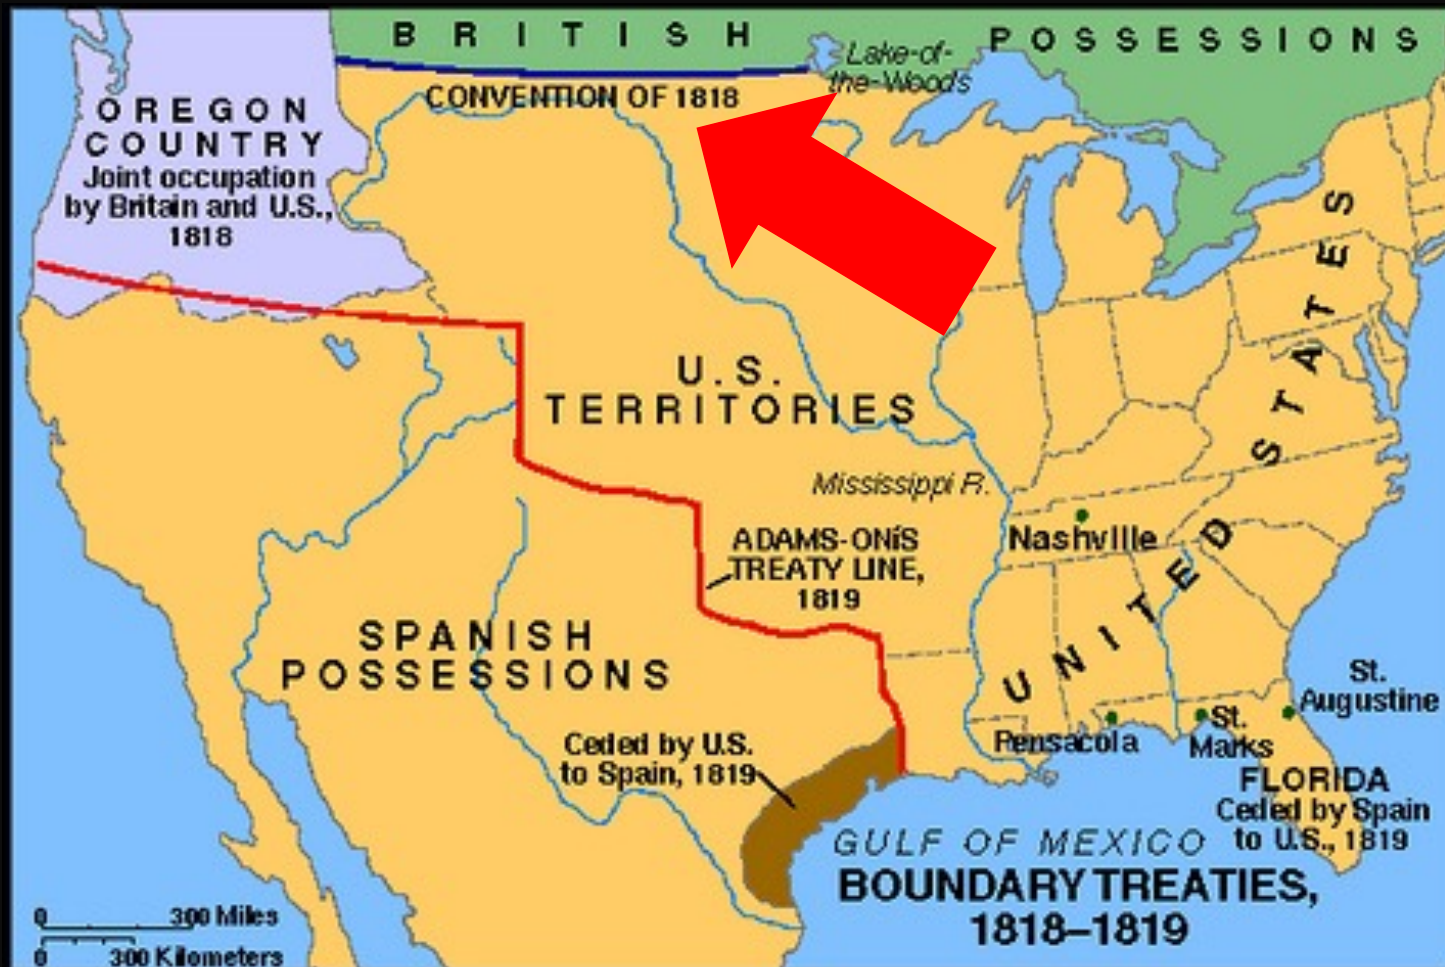 BRITISH POSSESSIONS
Lake-of-
the-Woods
CONVENTION OF 1818
OREGON
COUNTRY
Joint occupation
by Britain and U.S.,
1818
U.S.
TERRITORIES
Mississippi R.
UNITED STATES
Nashville
ADAMS-ONíS
TREATY LINE,
1819
SPANISH
POSSESSIONS
Ceded by U.S.
to Spain, 1819
Pensacola
St.
Marks
St.
Augustine
FLORIDA
Ceded by Spain
to U.S., 1819
GULF OF MEXICO
BOUNDARY TREATIES,
1818–1819
0 300 Miles
0 300 Kilometers